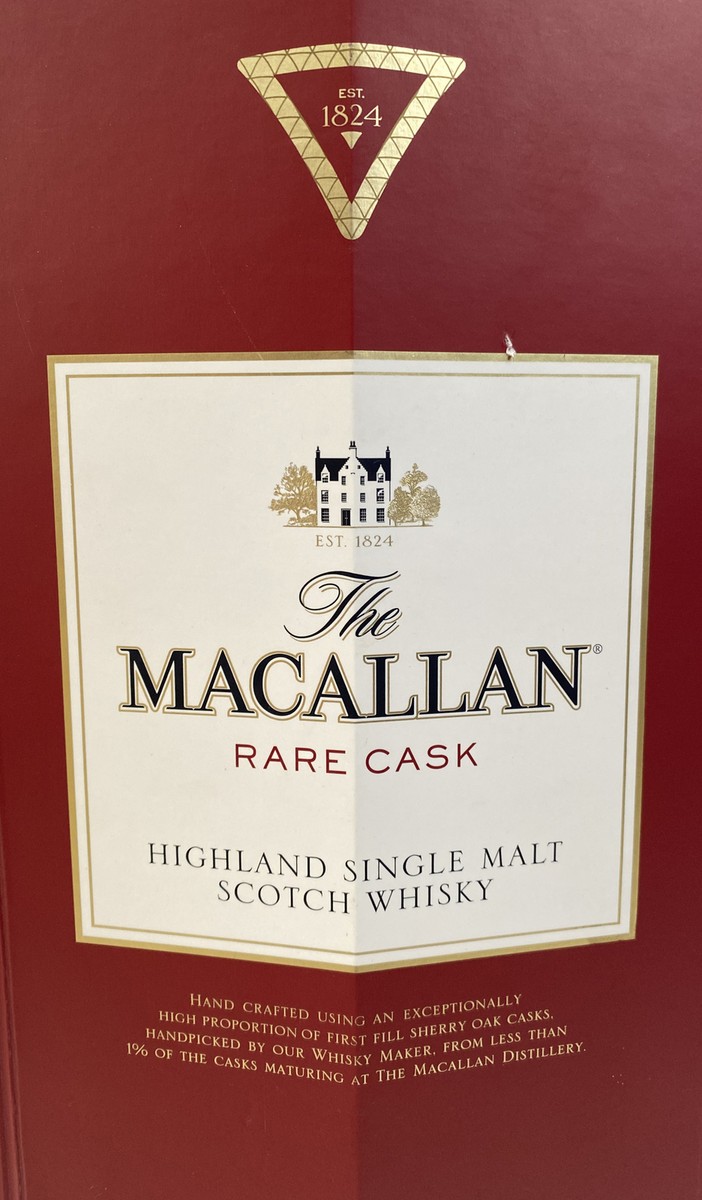 EST.
1824
EST. 1824
The
MACALLAN®
RARE CASK
HIGHLAND SINGLE MALT
SCOTCH WHISKY
HAND CRAFTED USING AN EXCEPTIONALLY
HIGH PROPORTION OF FIRST FILL SHERRY OAK CASKS,
HANDPICKED BY OUR WHISKY MAKER, FROM LESS THAN
1% OF THE CASKS MATURING AT THE MACALLAN DISTILLERY.